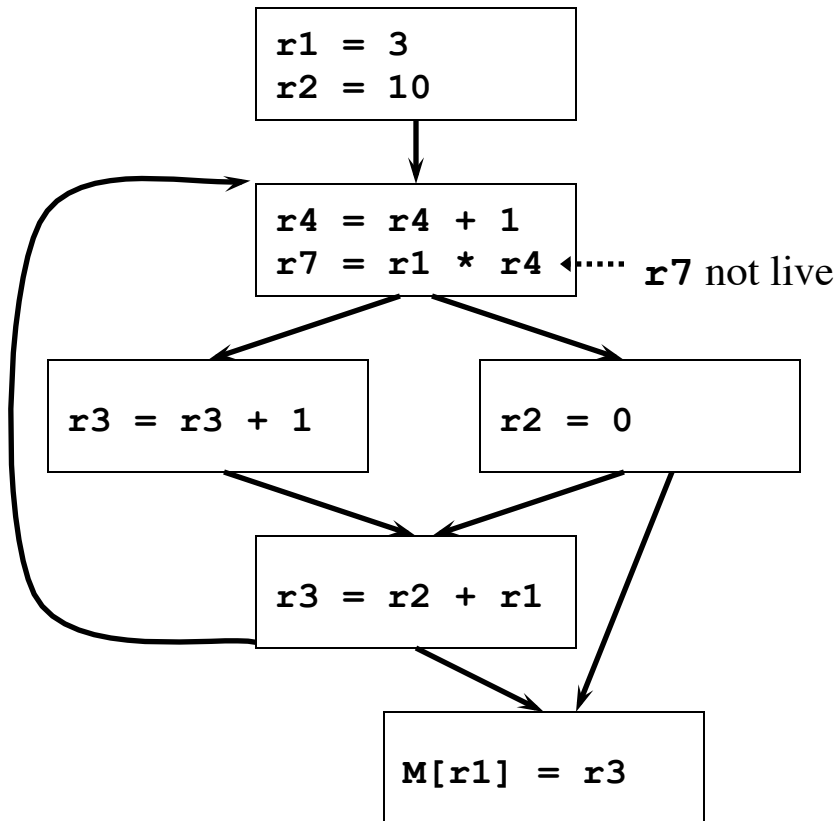 r1 = 3
r2 = 10
r4 = r4 + 1
r7 = r1 * r4
r7 not live
r3 = r3 + 1
r2 = 0
r3 = r2 + r1
M[r1] = r3